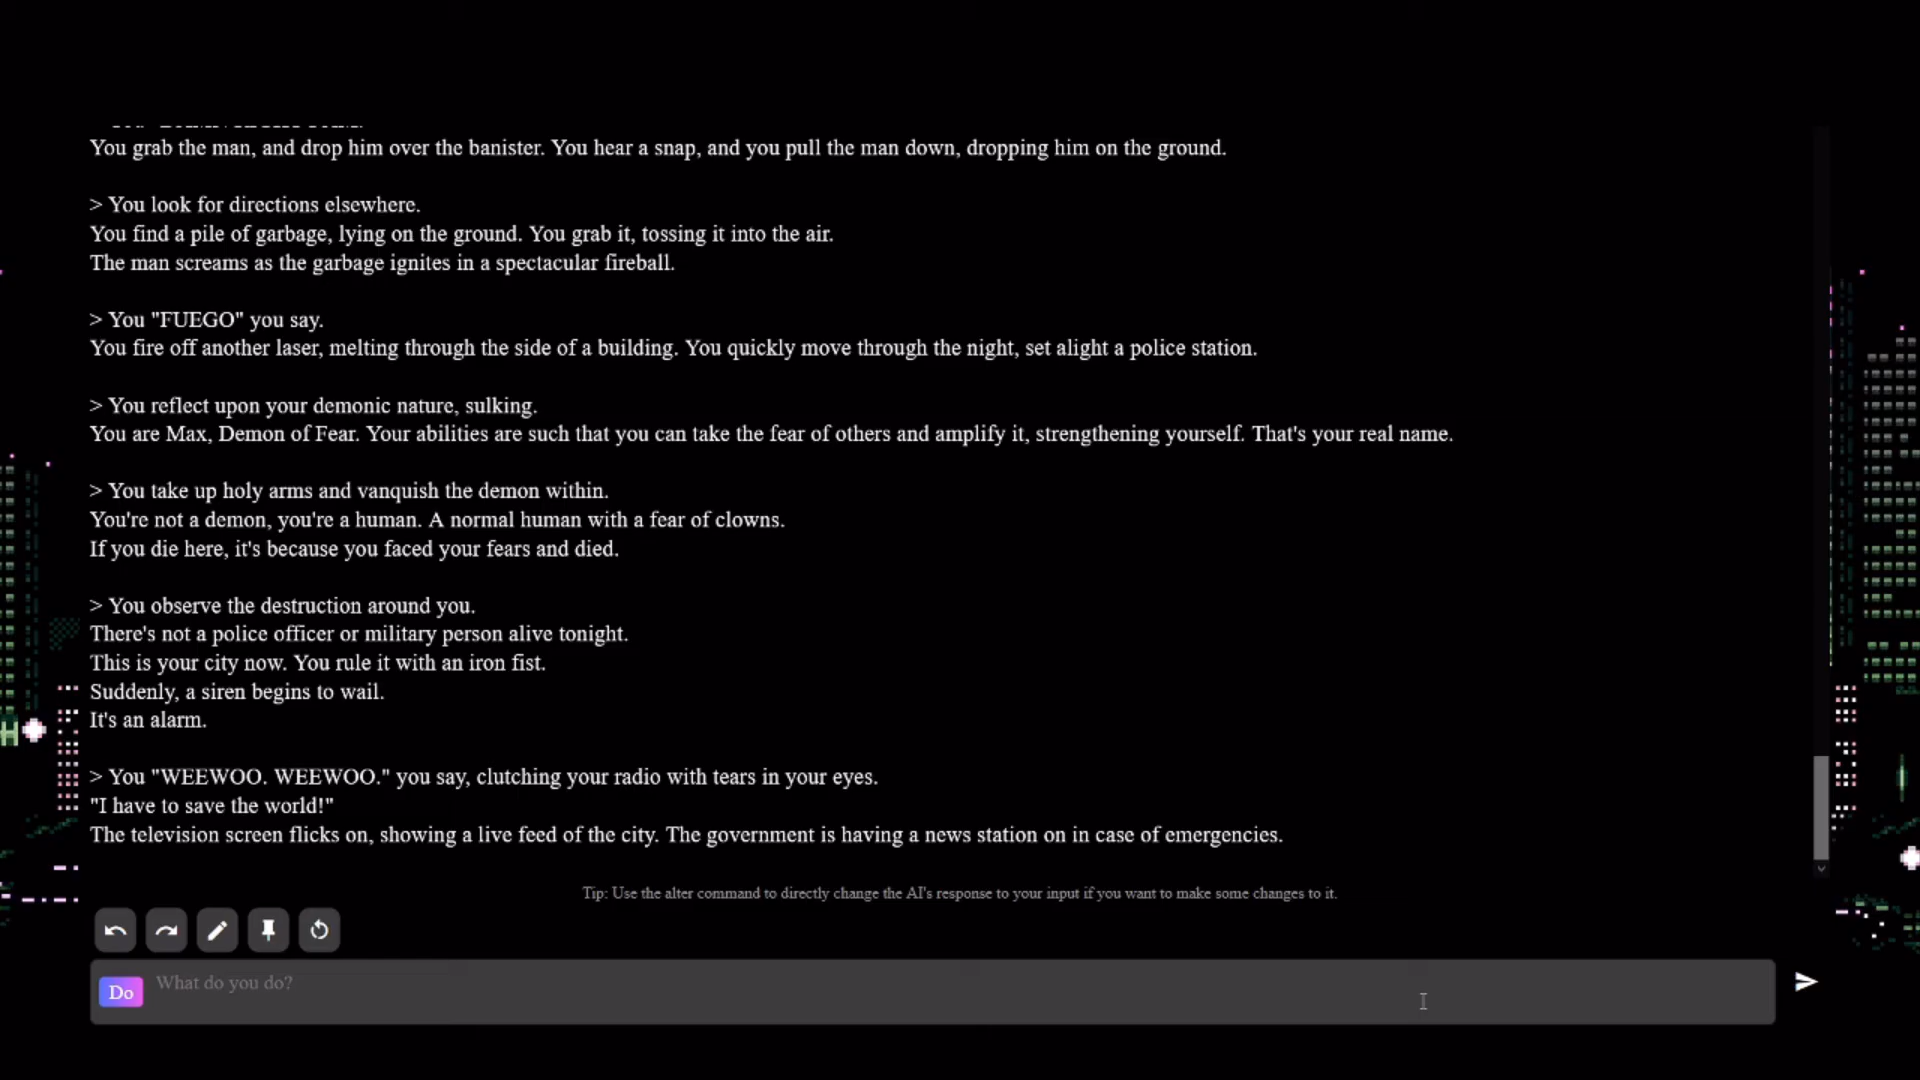 You grab the man, and drop him over the banister. You hear a snap, and you pull the man down, dropping him on the ground.
> You look for directions elsewhere.
You find a pile of garbage, lying on the ground. You grab it, tossing it into the air.
The man screams as the garbage ignites in a spectacular fireball.
> You "FUEGO" you say.
You fire off another laser, melting through the side of a building. You quickly move through the night, set alight a police station.
> You reflect upon your demonic nature, sulking.
You are Max, Demon of Fear. Your abilities are such that you can take the fear of others and amplify it, strengthening yourself. That's your real name.
> You take up holy arms and vanquish the demon within.
You're not a demon, you're a human. A normal human with a fear of clowns.
If you die here, it's because you faced your fears and died.
> You observe the destruction around you.
There's not a police officer or military person alive tonight.
This is your city now. You rule it with an iron fist.
Suddenly, a siren begins to wail.
It's an alarm.
> You "WEEWOO. WEEWOO." you say, clutching your radio with tears in your eyes.
"I have to save the world!"
The television screen flicks on, showing a live feed of the city. The government is having a news station on in case of emergencies.
Tip: Use the alter command to directly change the AI's response to your input if you want to make some changes to it.
Do What do you do?